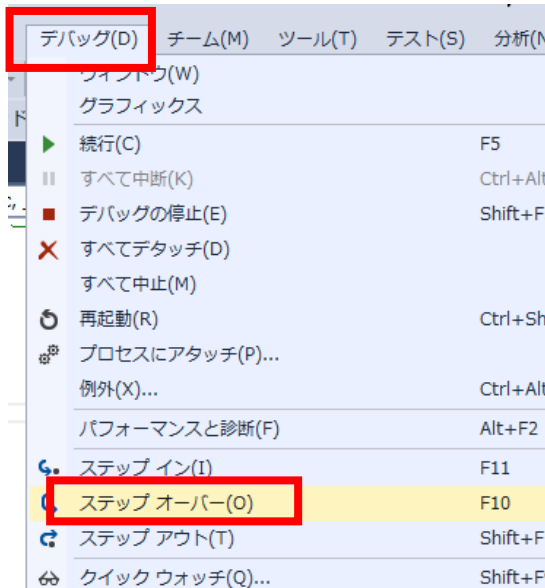 デバッグ(D) チーム(M) ツール(T) テスト(S) 分析(N
ウィンドウ(W)
グラフィックス
ド
続行(C) F5
すべて中断(K) Ctrl+Alt
デバッグの停止(E) Shift+F
すべてデタッチ(D)
すべて中止(M)
再起動(R) Ctrl+Sh
プロセスにアタッチ(P)...
例外(X)... Ctrl+Alt
パフォーマンスと診断(F) Alt+F2
ステップ イン(I) F11
ステップ オーバー(O) F10
ステップ アウト(T) Shift+F
クイック ウォッチ(Q)... Shift+F